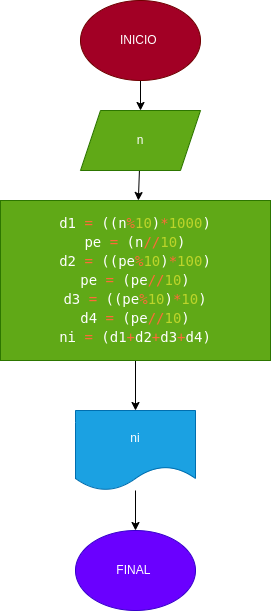 INICIO
n
d1 = ((n%10)*1000)
pe = (n//10)
d2 = ((pe%10)*100)
pe = (pe//10)
d3 = ((pe%10)*10)
d4 = (pe//10)
ni = (d1+d2+d3+d4)
ni
FINAL